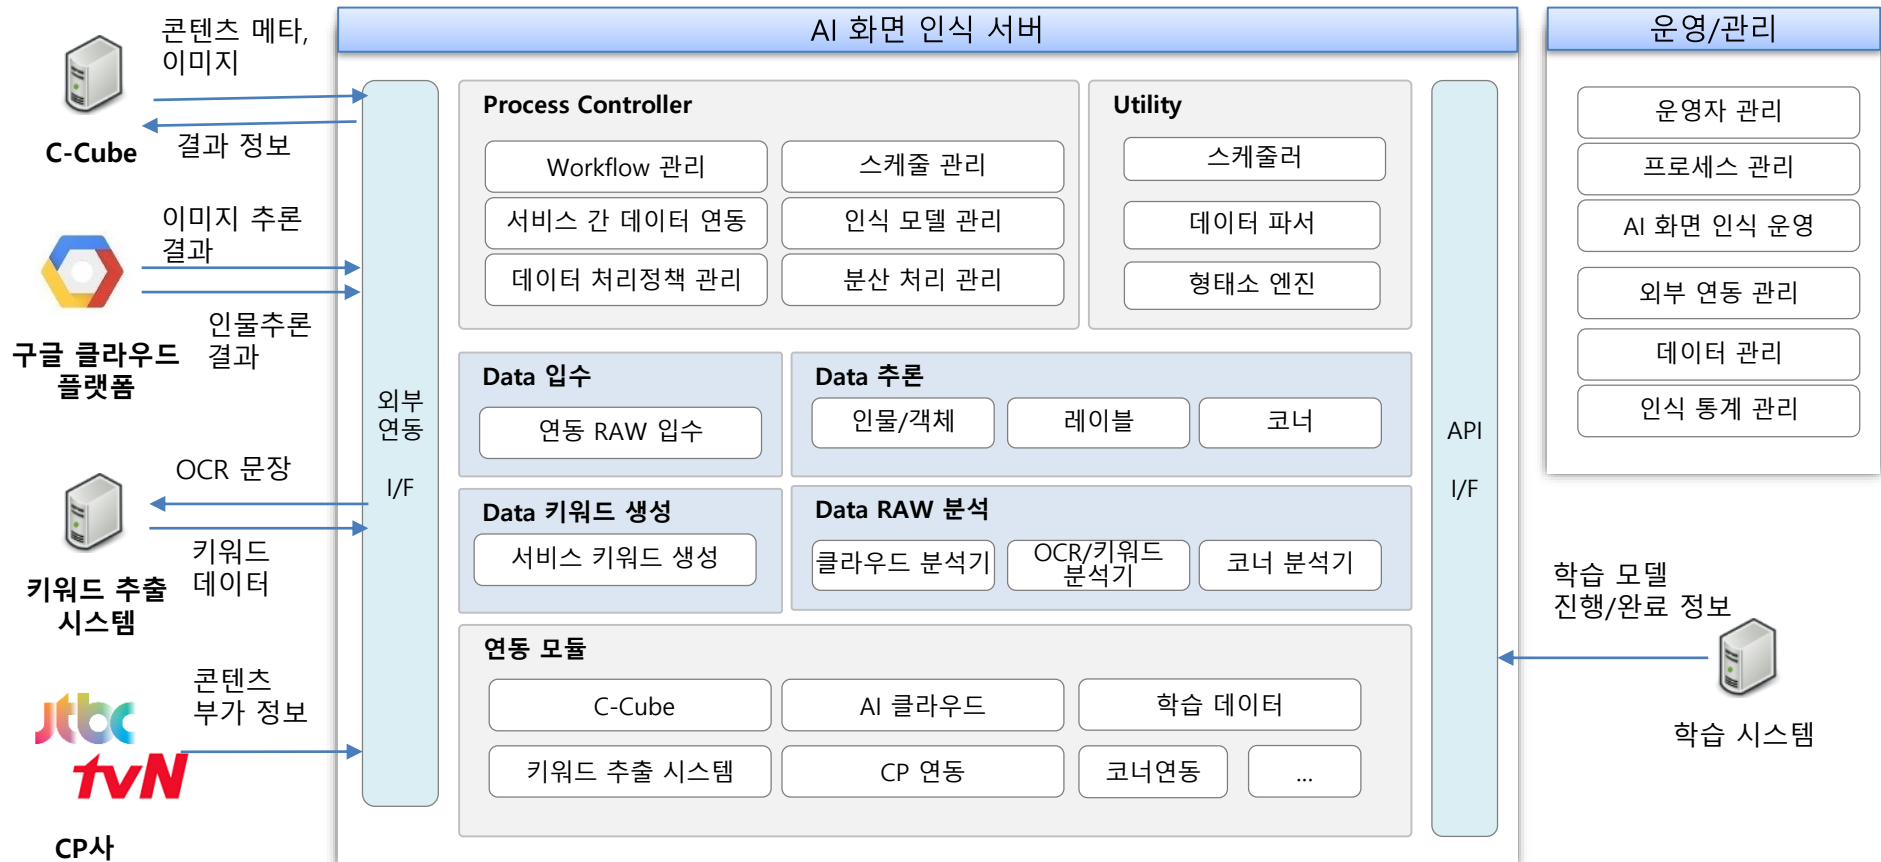 콘텐츠 메타,
이미지
C-Cube
결과 정보
이미지 추론
결과
구글 클라우드
플랫폼
인물추론
결과
OCR 문장
키워드 추출
시스템
키워드
데이터
콘텐츠
부가 정보
jtbc
tvN
CP사
AI 화면 인식 서버
외부
연동
I/F
Process Controller
Workflow 관리
스케줄 관리
서비스 간 데이터 연동
인식 모델 관리
데이터 처리정책 관리
분산 처리 관리
Utility
스케줄러
데이터 파서
형태소 엔진
Data 입수
연동 RAW 입수
Data 추론
인물/객체
레이블
코너
Data 키워드 생성
서비스 키워드 생성
Data RAW 분석
클라우드 분석기
OCR/키워드
분석기
코너 분석기
연동 모듈
C-Cube
AI 클라우드
학습 데이터
키워드 추출 시스템
CP 연동
코너연동
...
API
I/F
운영/관리
운영자 관리
프로세스 관리
AI 화면 인식 운영
외부 연동 관리
데이터 관리
인식 통계 관리
학습 모델
진행/완료 정보
학습 시스템